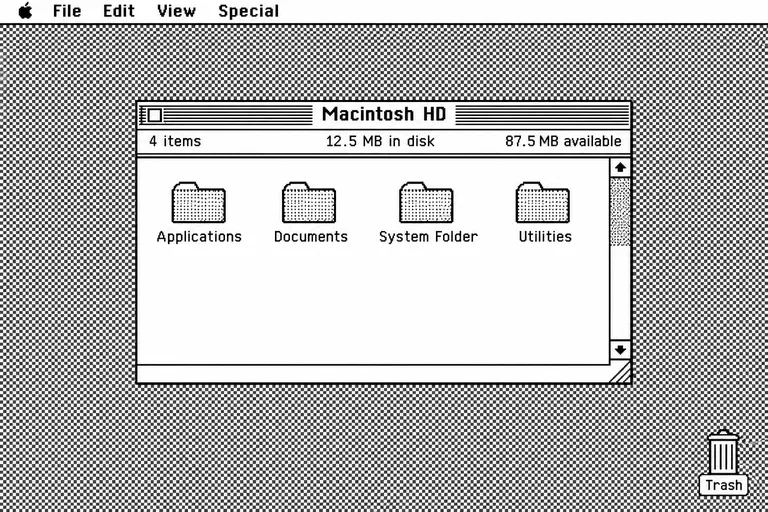 File Edit View Special
Macintosh HD
4 items 12.5 MB in disk 87.5 MB available
Applications Documents System Folder Utilities
Trash